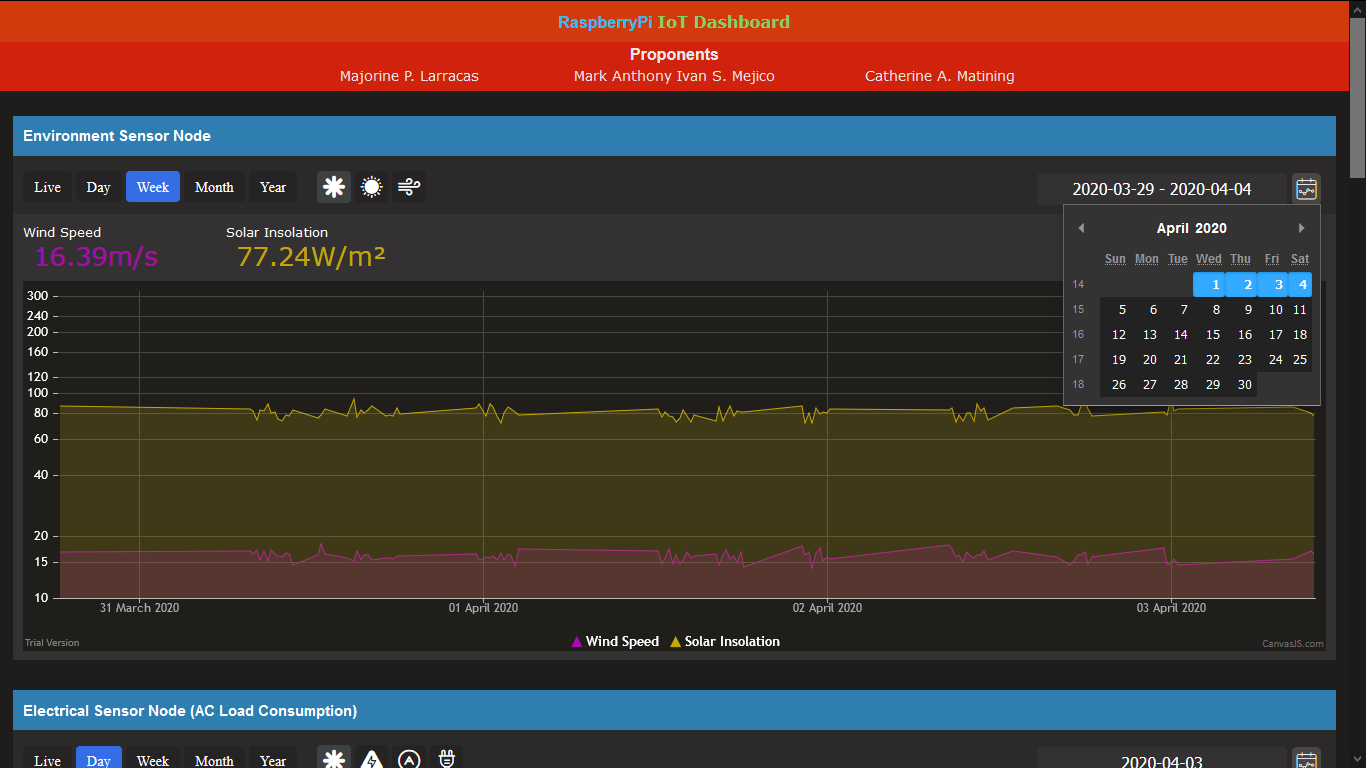 RaspberryPi IoT Dashboard
Proponents
Majorine P. Larracas Mark Anthony Ivan S. Mejico Catherine A. Matining
Environment Sensor Node
Live Day Week Month Year 2020-03-29 - 2020-04-04
Wind Speed Solar Insolation
16.39m/s 77.24W/m²
April 2020
Sun Mon Tue Wed Thu Fri Sat
14 1 2 3 4
15 5 6 7 8 9 10 11
16 12 13 14 15 16 17 18
17 19 20 21 22 23 24 25
18 26 27 28 29 30
300
240
200
160
120
100
80
60
40
20
15
10
31 March 2020 01 April 2020 02 April 2020 03 April 2020
Wind Speed Solar Insolation
Trial Version CanvasJS.com
Electrical Sensor Node (AC Load Consumption)
Live Day Week Month Year A 2020-04-03